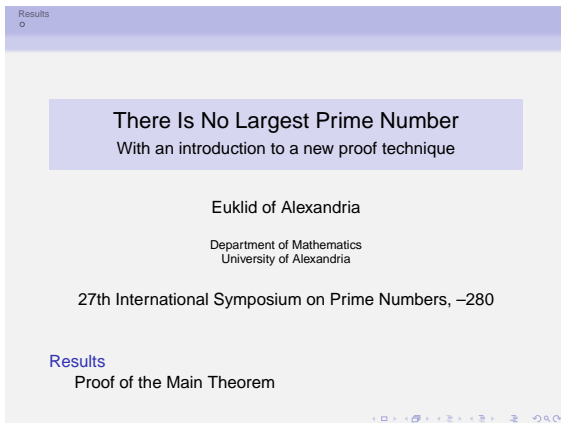 Results
There Is No Largest Prime Number
With an introduction to a new proof technique
Euklid of Alexandria
Department of Mathematics
University of Alexandria
27th International Symposium on Prime Numbers, –280
Results
Proof of the Main Theorem